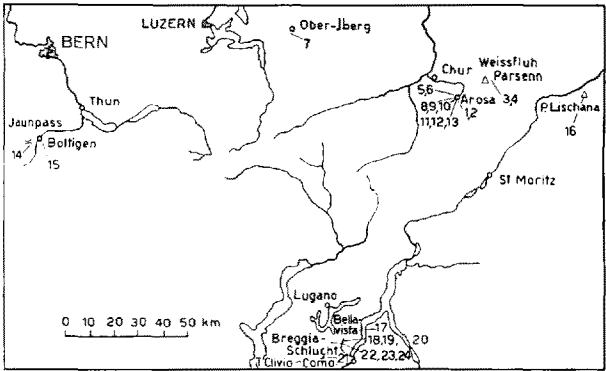 LUZERN
Ober-Jberg
7
BERN
Chur
Weissfluh
Parsenn
3,4
5,6
Arosa
8,9,10
1,2
11,12,13
P. Lischana
16
Thun
Jaunpass
14
Boltigen
15
St Moritz
Lugano
Bella-
vista
17
Breggia-
Schlucht
18,19,
20
22,23,24
Clivio-Como
0 10 20 30 40 50 km